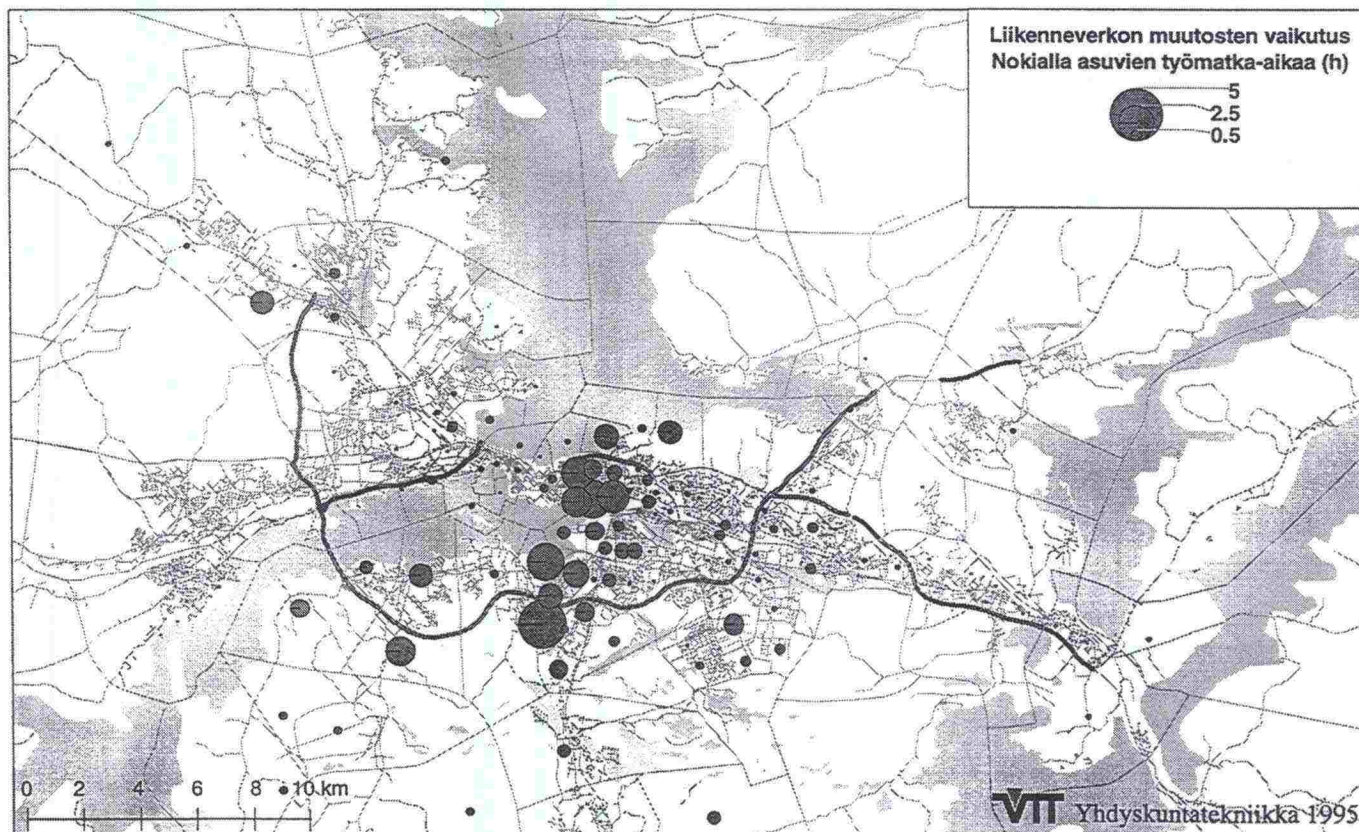 Liikenneverkon muutosten vaikutus
Nokialla asuvien työmatka-aikaa (h)
5
2.5
0.5
0 2 4 6 8 10 km
VTT Yhdyskuntatekniikka 1995